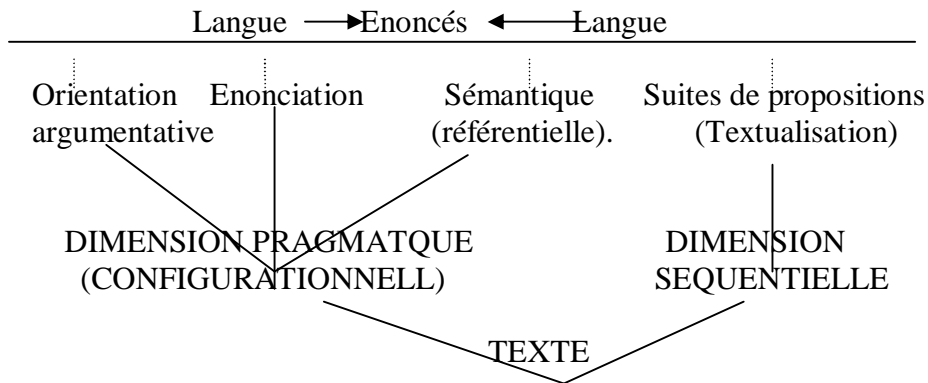 Langue Enoncés Langue
Orientation Enonciation Sémantique Suites de propositions
argumentative (référentielle). (Textualisation)
DIMENSION PRAGMATQUE DIMENSION
(CONFIGURATIONNELL) SEQUENTIELLE
TEXTE